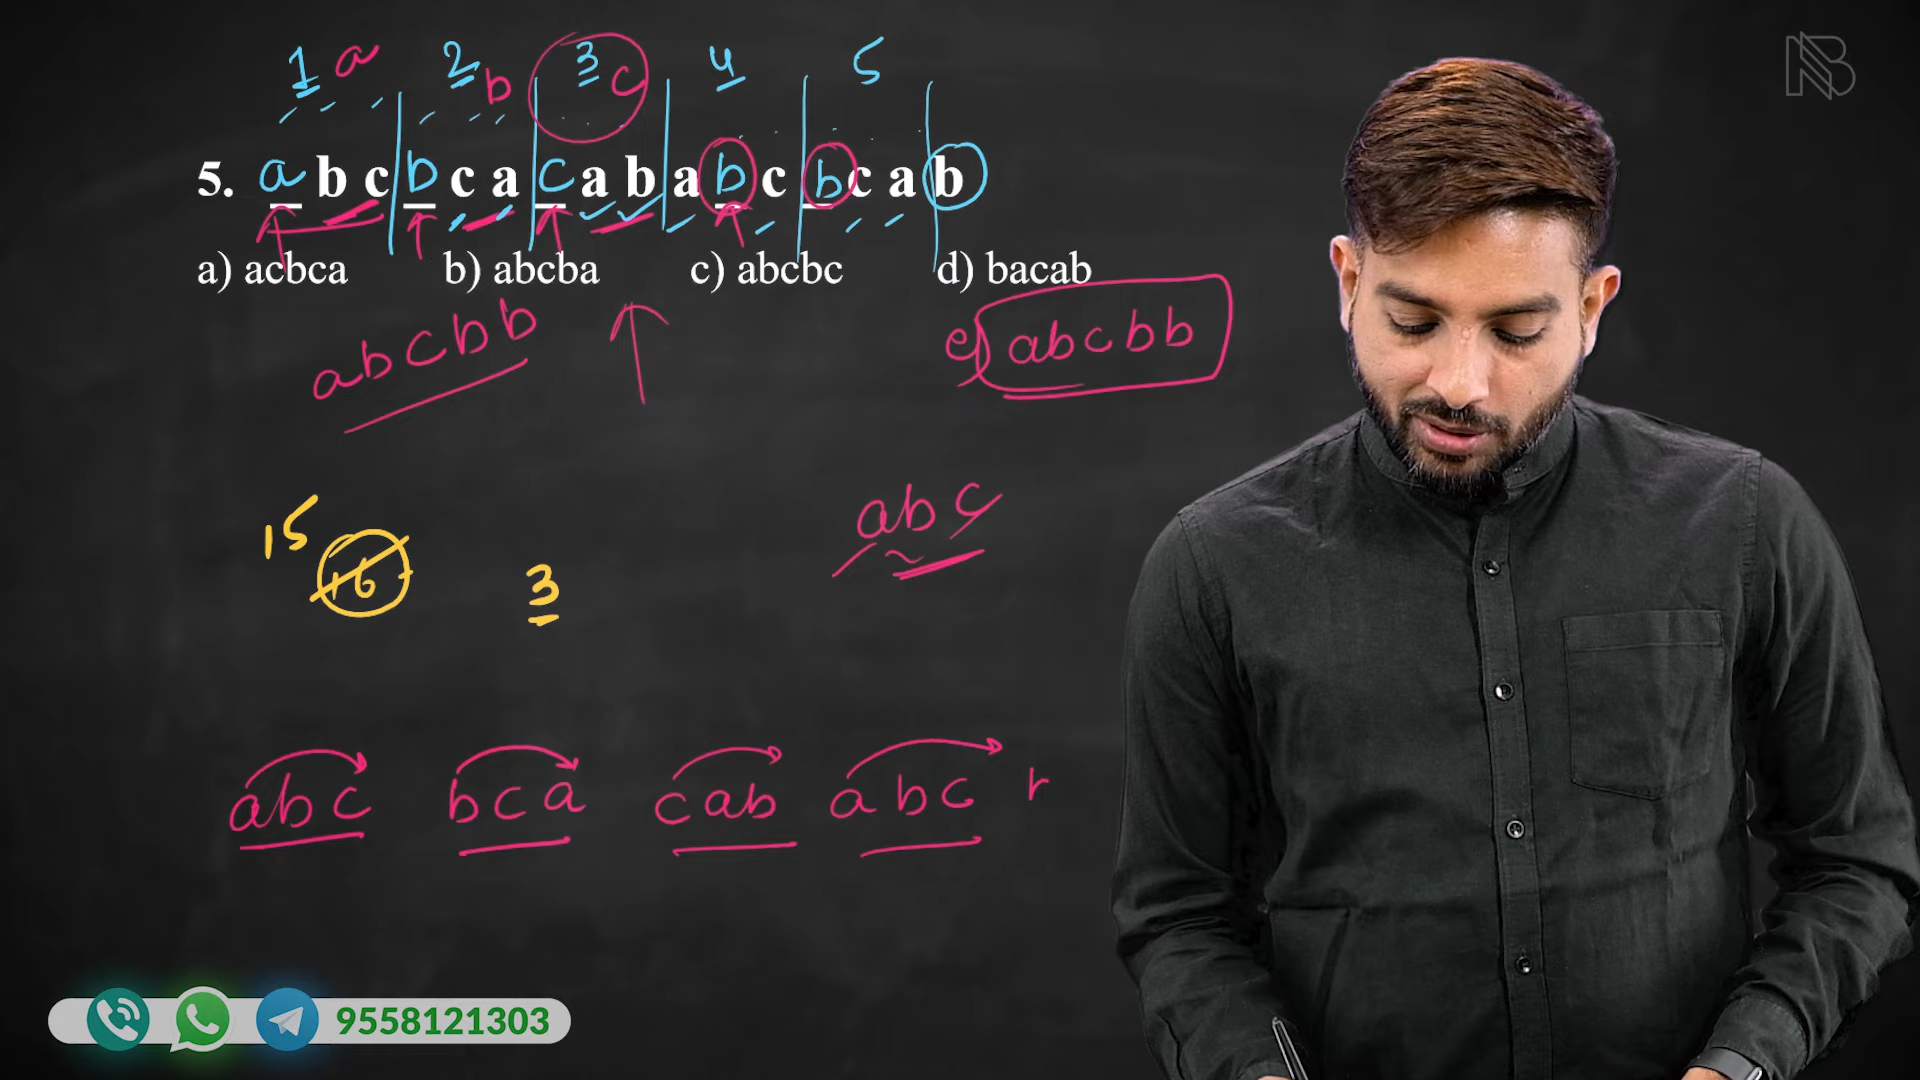 1 a 2 b 3 c 4 5
5. a b c b c a c a b a b c b c a b
a) acbca b) abcba c) abcbc d) bacab
abcbb e) abcbb
abc
15 16 3
abc bca cab abc r
9558121303